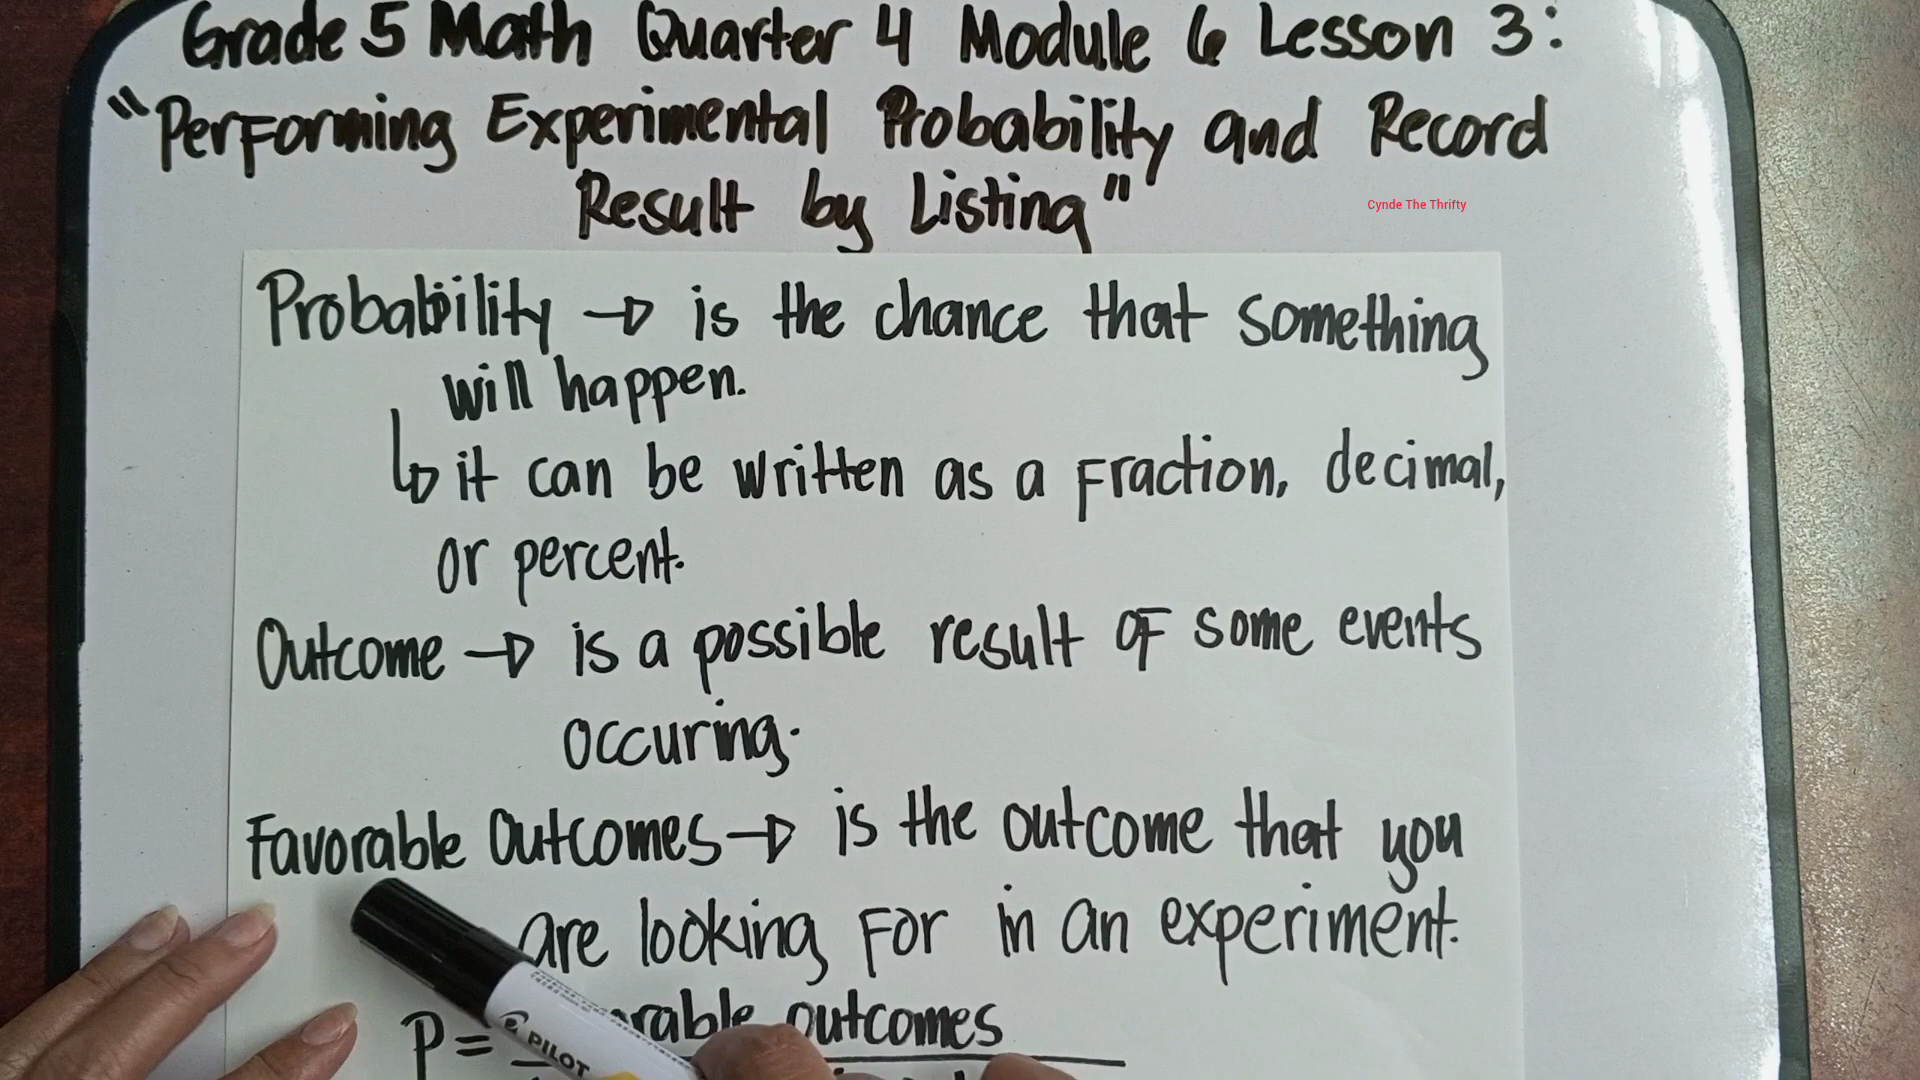 Grade 5 Math Quarter 4 Module 6 Lesson 3:
"Performing Experimental Probability and Record
Result by Listing"
Cynde The Thrifty
Probability → is the chance that something
will happen.
↳ it can be written as a fraction, decimal,
or percent.
Outcome → is a possible result of some events
occuring.
Favorable Outcomes → is the outcome that you
are looking for in an experiment.
P = outcomes
PILOT